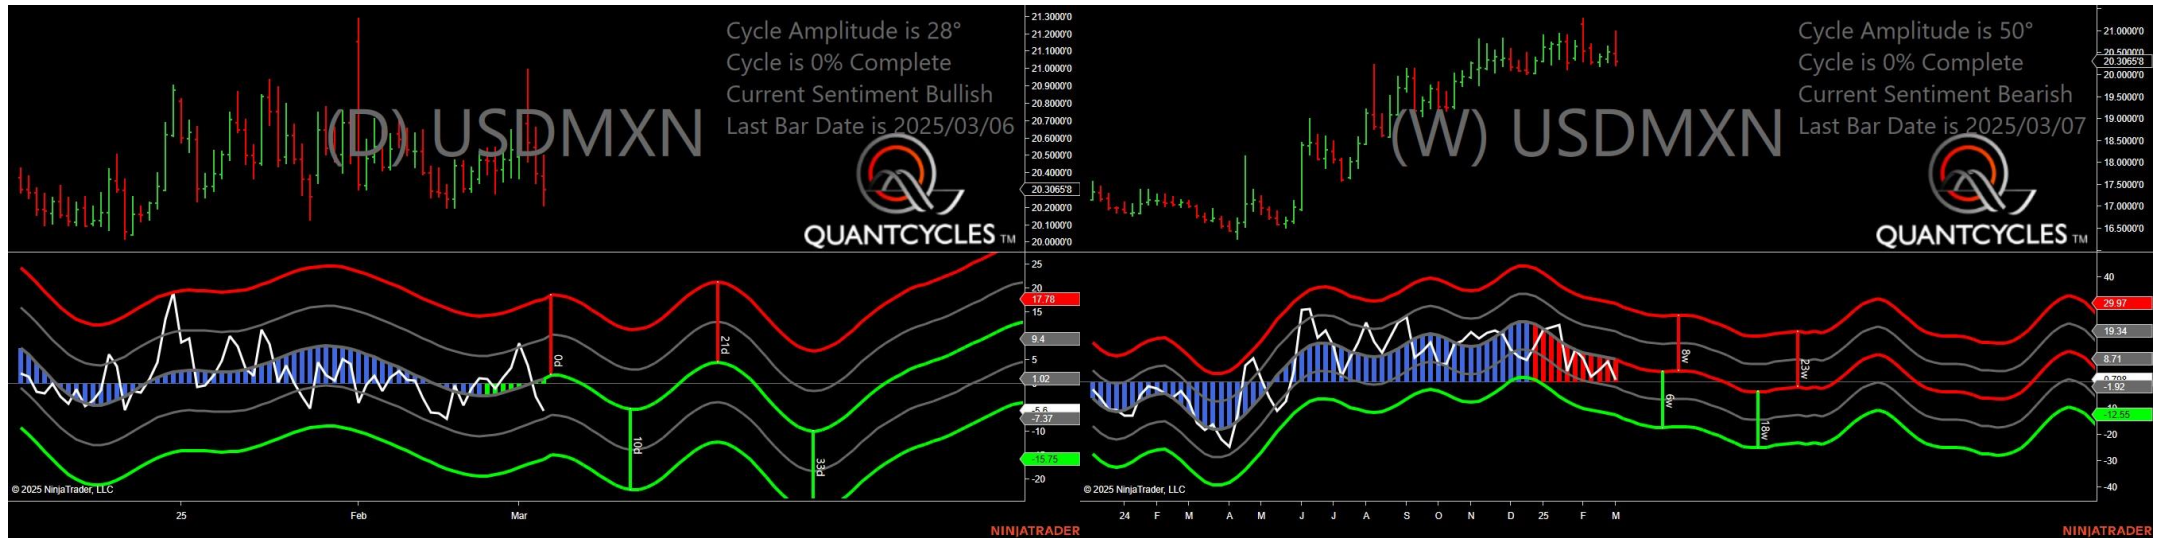 Cycle Amplitude is 28°
Cycle is 0% Complete
Current Sentiment Bullish
Last Bar Date is 2025/03/06
(D) USDMXN
QUANTCYCLES TM
21.3000'0
21.2000'0
21.1000'0
21.0000'0
20.9000'0
20.8000'0
20.7000'0
20.6000'0
20.5000'0
20.4000'0
20.3065'8
20.2000'0
20.1000'0
20.0000'0
25
20
17.78
15
9.4
5
1.02
-5.6
-7.37
-10
-15.75
-20
0d
21d
10d
33d
© 2025 NinjaTrader, LLC
25 Feb Mar
NINJATRADER
Cycle Amplitude is 50°
Cycle is 0% Complete
Current Sentiment Bearish
Last Bar Date is 2025/03/07
(W) USDMXN
QUANTCYCLES TM
21.0000'0
20.5000'0
20.3065'8
20.0000'0
19.5000'0
19.0000'0
18.5000'0
18.0000'0
17.5000'0
17.0000'0
16.5000'0
40
29.97
19.34
8.71
-1.92
-12.55
-20
-30
-40
8w
23w
6w
18w
© 2025 NinjaTrader, LLC
24 F M A M J J A S O N D 25 F M
NINJATRADER